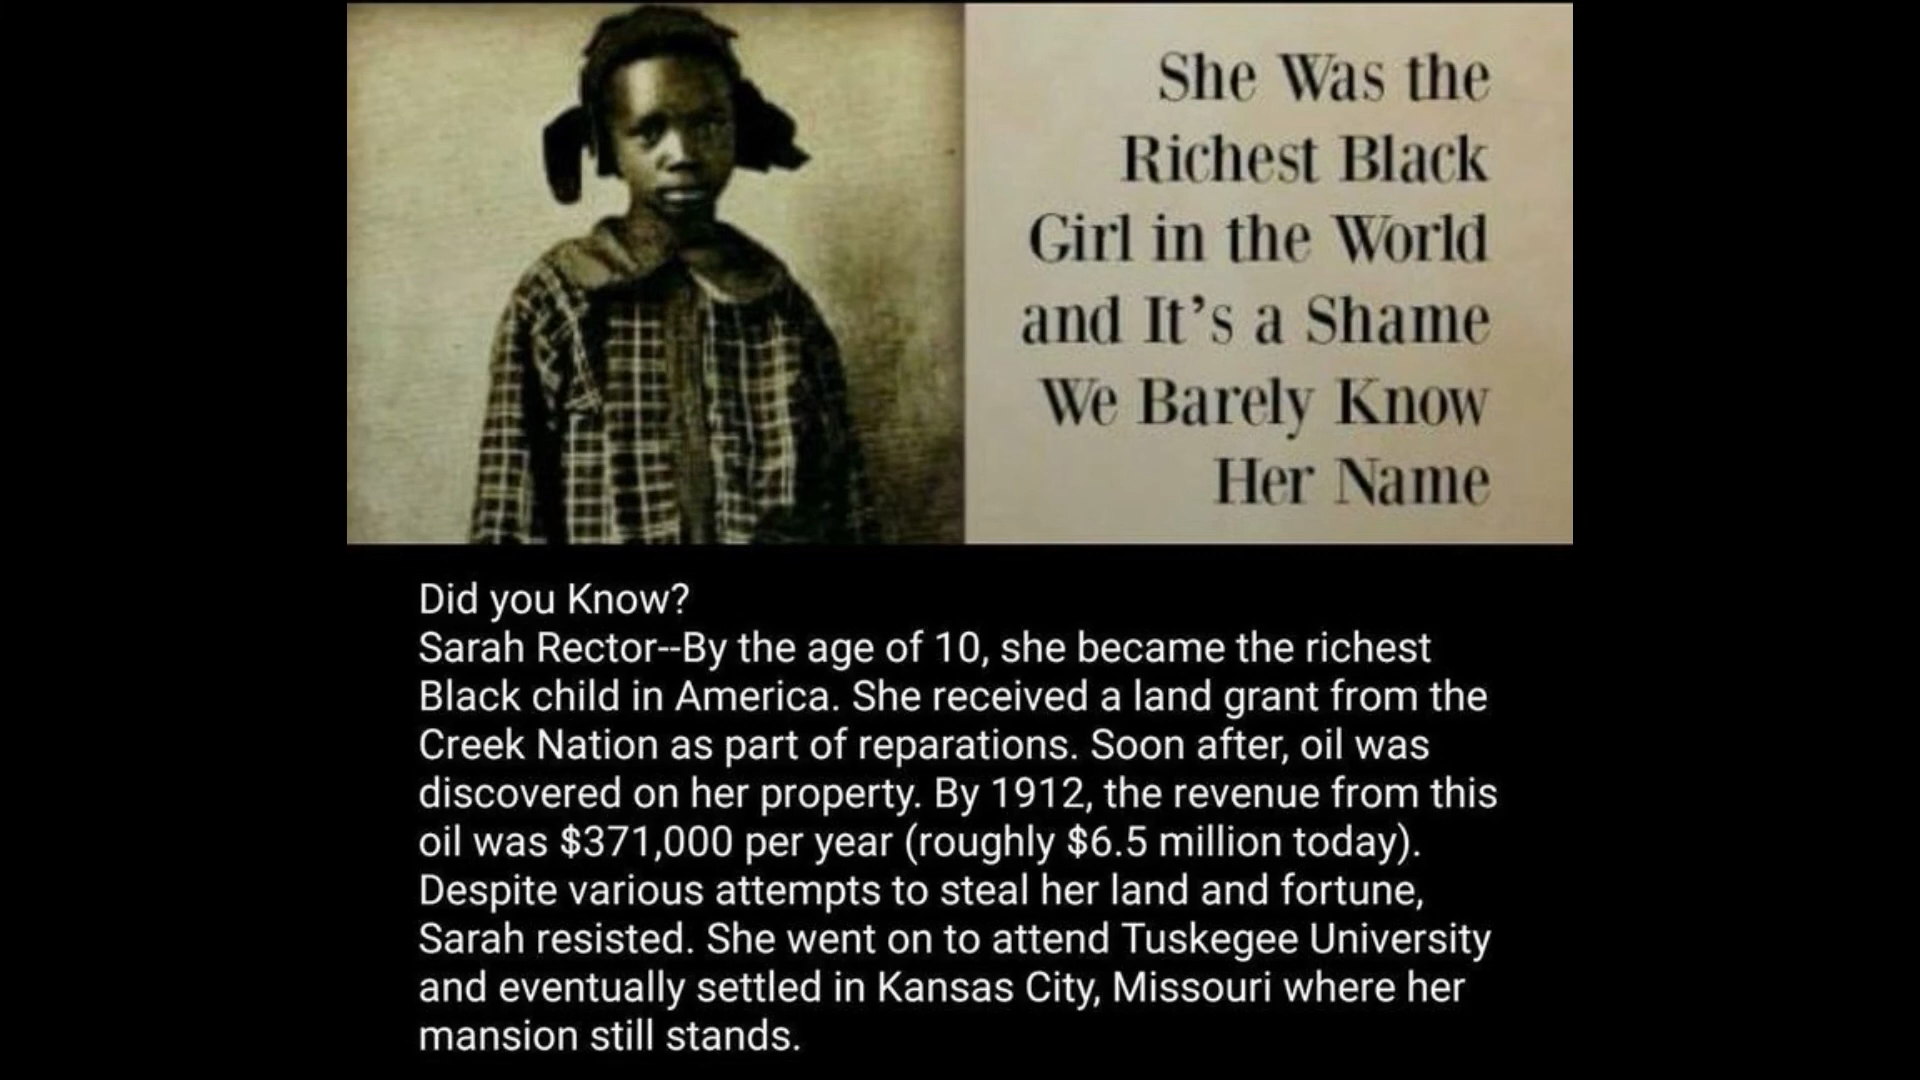 She Was the
Richest Black
Girl in the World
and It's a Shame
We Barely Know
Her Name
Did you Know?
Sarah Rector--By the age of 10, she became the richest
Black child in America. She received a land grant from the
Creek Nation as part of reparations. Soon after, oil was
discovered on her property. By 1912, the revenue from this
oil was $371,000 per year (roughly $6.5 million today).
Despite various attempts to steal her land and fortune,
Sarah resisted. She went on to attend Tuskegee University
and eventually settled in Kansas City, Missouri where her
mansion still stands.